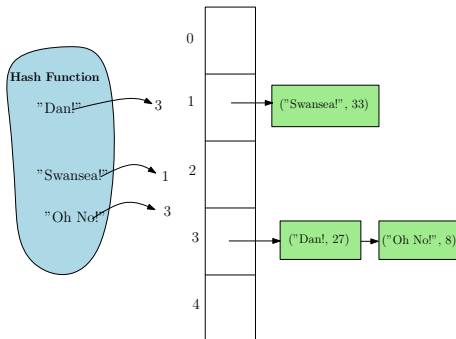 Hash Function
"Dan!"
3
"Swansea!"
1
"Oh No!"
3
0
1
2
3
4
("Swansea!", 33)
("Dan!, 27)
("Oh No!", 8)